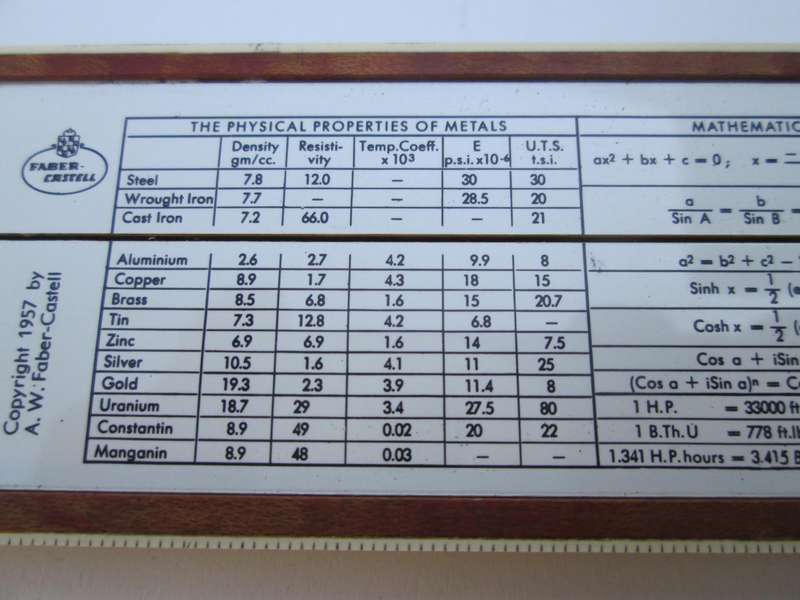 FABER-
CASTELL
Copyright 1957 by
A. W. Faber-Castell
THE PHYSICAL PROPERTIES OF METALS
Density gm/cc. Resisti-vity Temp.Coeff. x 10³ E p.s.i. x10⁻⁶ U.T.S. t.s.i.
Steel 7.8 12.0 — 30 30
Wrought Iron 7.7 — — 28.5 20
Cast Iron 7.2 66.0 — — 21
Aluminium 2.6 2.7 4.2 9.9 8
Copper 8.9 1.7 4.3 18 15
Brass 8.5 6.8 1.6 15 20.7
Tin 7.3 12.8 4.2 6.8 —
Zinc 6.9 6.9 1.6 14 7.5
Silver 10.5 1.6 4.1 11 25
Gold 19.3 2.3 3.9 11.4 8
Uranium 18.7 29 3.4 27.5 80
Constantin 8.9 49 0.02 20 22
Manganin 8.9 48 0.03 — —
MATHEMATIC
ax² + bx + c = 0; x =
a/Sin A = b/Sin B =
a² = b² + c² -
Sinh x = 1/2 (e
Cosh x = 1/2 (
Cos a + iSin
(Cos a + iSin a)ⁿ = C
1 H.P. = 33000 ft
1 B.Th.U = 778 ft.lb
1.341 H.P. hours = 3.415 B